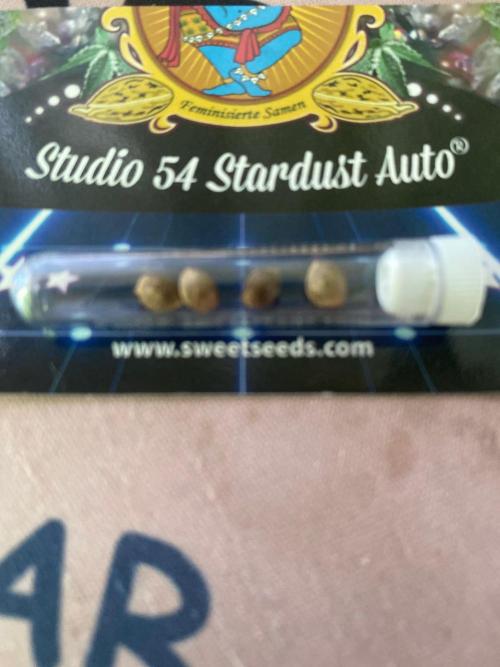 Feminisierte Samen
Studio 54 Stardust Auto®
www.sweetseeds.com
AR